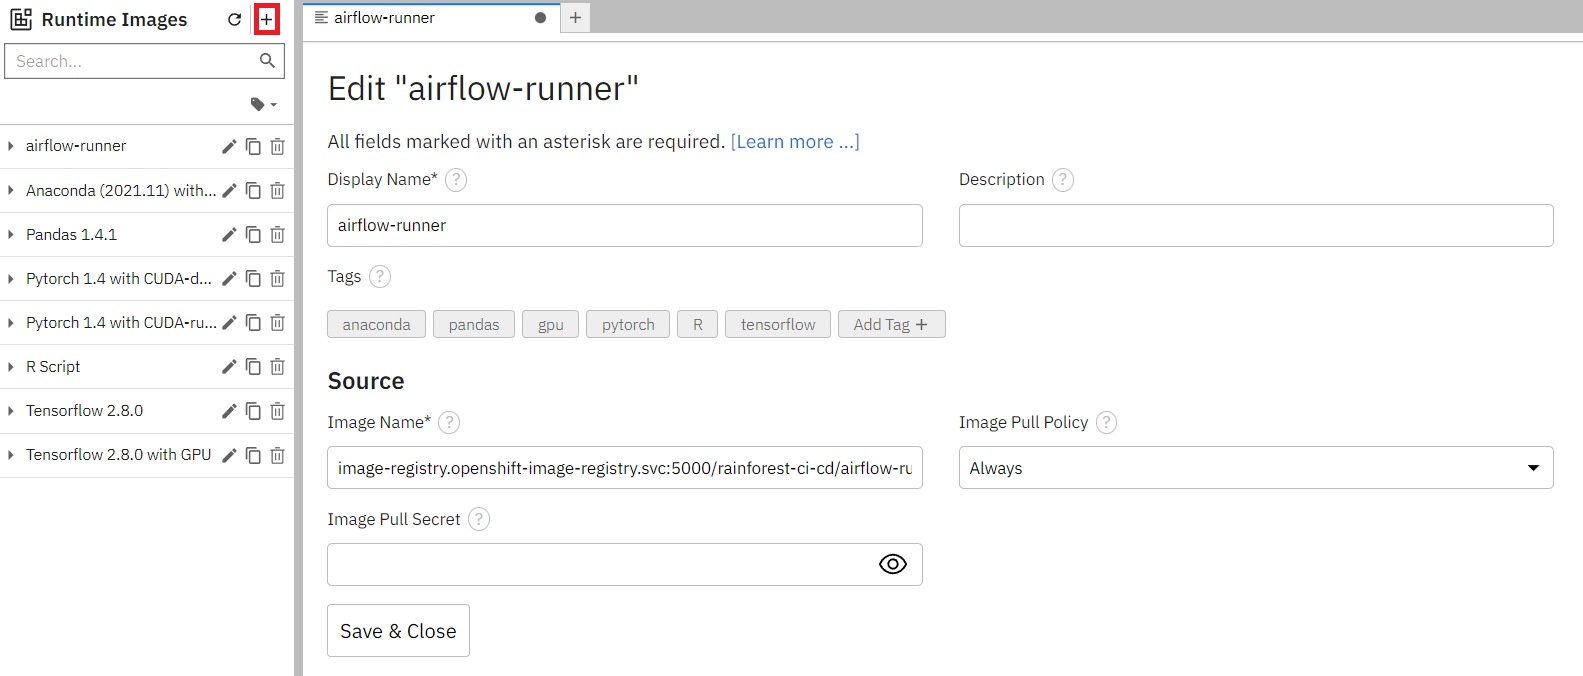 Runtime Images
Search...
airflow-runner
Anaconda (2021.11) with...
Pandas 1.4.1
Pytorch 1.4 with CUDA-d...
Pytorch 1.4 with CUDA-ru...
R Script
Tensorflow 2.8.0
Tensorflow 2.8.0 with GPU
airflow-runner
Edit "airflow-runner"
All fields marked with an asterisk are required. [Learn more ...]
Display Name* ?
Description ?
airflow-runner
Tags ?
anaconda pandas gpu pytorch R tensorflow Add Tag +
Source
Image Name* ?
Image Pull Policy ?
image-registry.openshift-image-registry.svc:5000/rainforest-ci-cd/airflow-ru
Always
Image Pull Secret ?
Save & Close